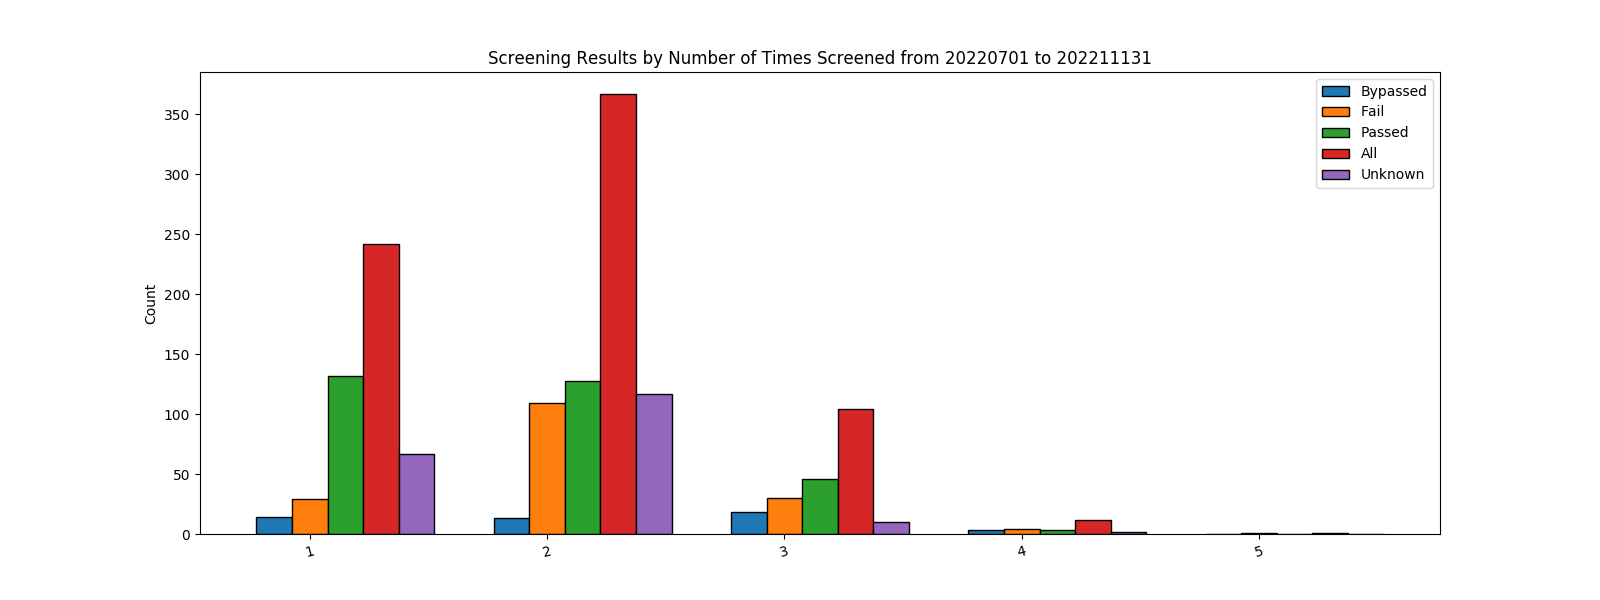 Screening Results by Number of Times Screened from 20220701 to 202211131
Bypassed
Fail
Passed
All
Unknown
350
300
250
200
150
100
50
0
Count
1 2 3 4 5